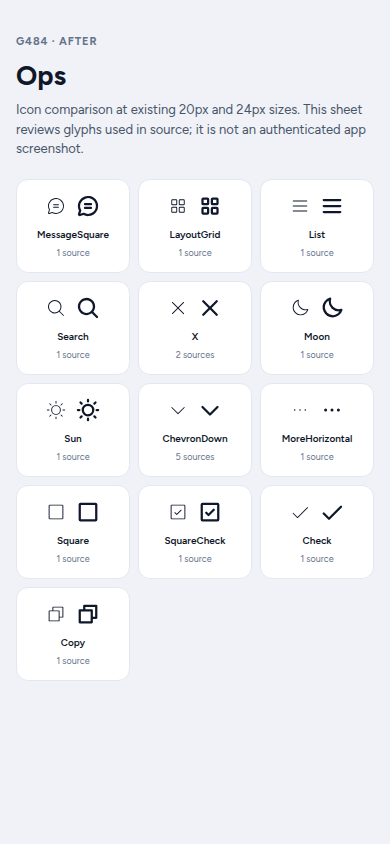 G484 · AFTER
Ops
Icon comparison at existing 20px and 24px sizes. This sheet
reviews glyphs used in source; it is not an authenticated app
screenshot.
MessageSquare
1 source
LayoutGrid
1 source
List
1 source
Search
1 source
X
2 sources
Moon
1 source
Sun
1 source
ChevronDown
5 sources
MoreHorizontal
1 source
Square
1 source
SquareCheck
1 source
Check
1 source
Copy
1 source